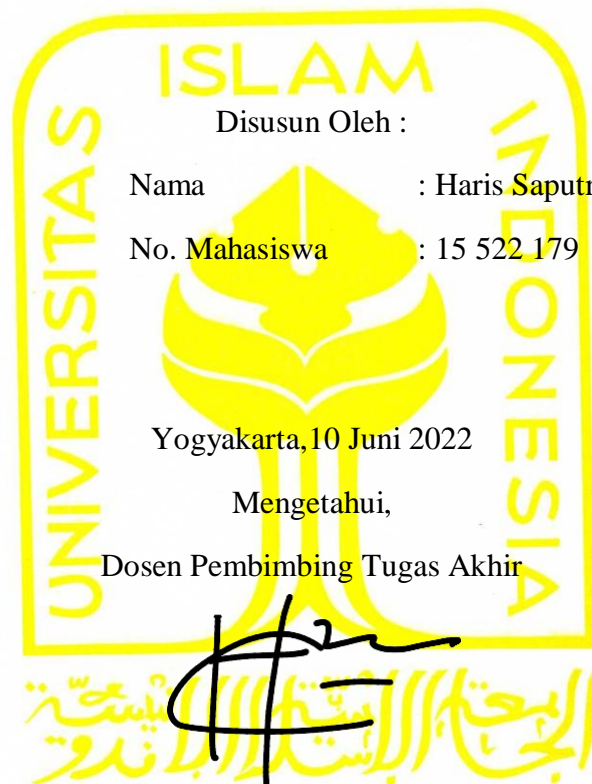 UNIVERSITAS
ISLAM
INDONESIA
Disusun Oleh :
Nama : Haris Saputr
No. Mahasiswa : 15 522 179
Yogyakarta,10 Juni 2022
Mengetahui,
Dosen Pembimbing Tugas Akhir